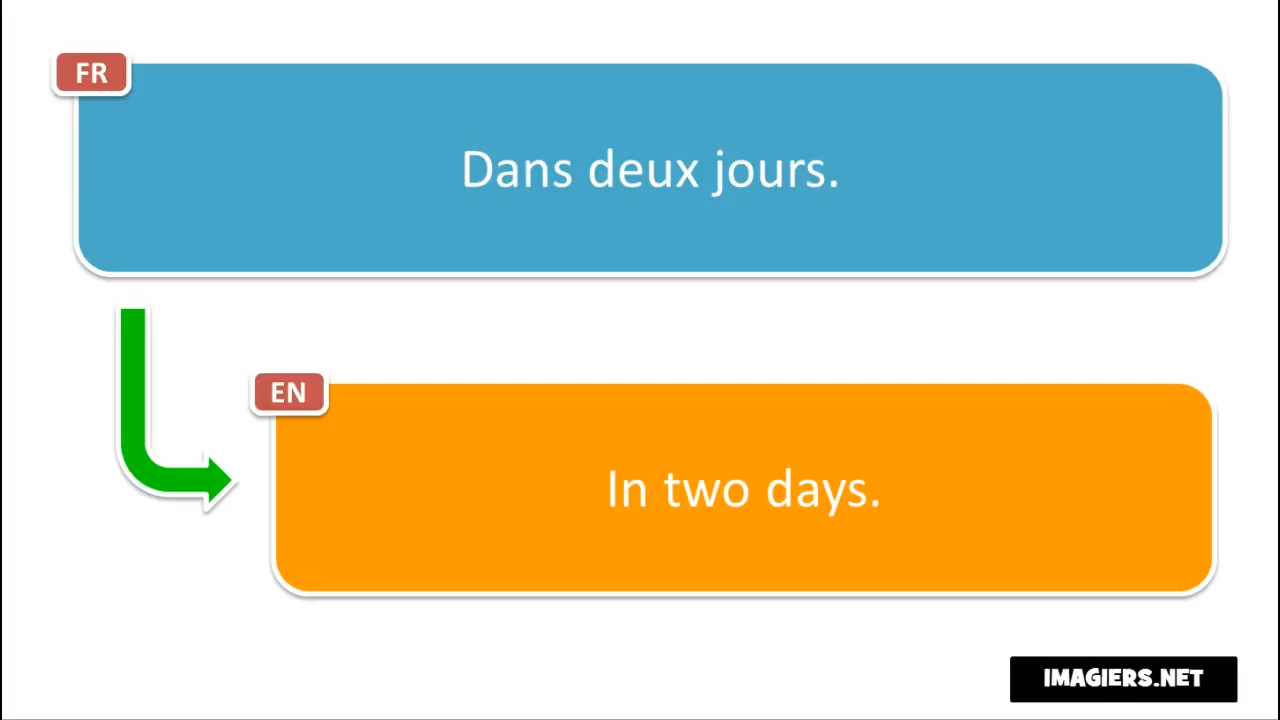 FR
Dans deux jours.
EN
In two days.
IMAGIERS.NET